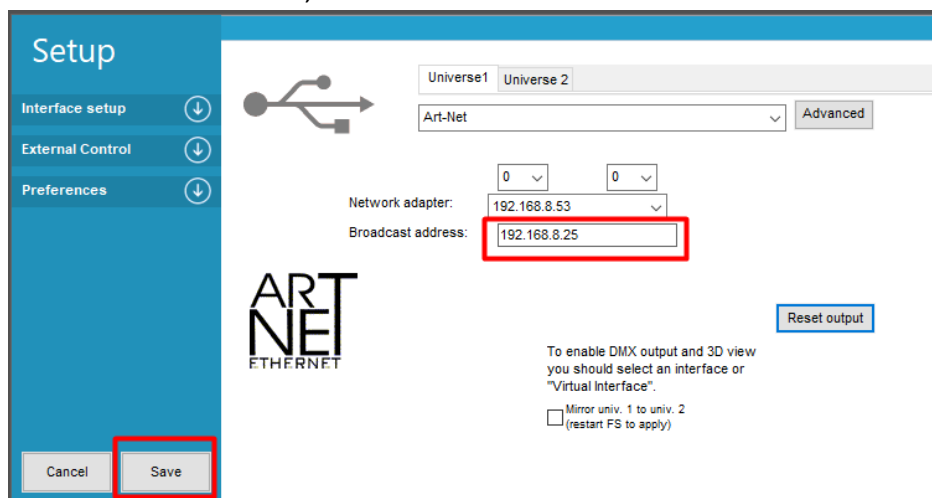 Setup
Interface setup
External Control
Preferences
Universe1 Universe 2
Art-Net Advanced
0 0
Network adapter: 192.168.8.53
Broadcast address: 192.168.8.25
ART
NET
ETHERNET
Reset output
To enable DMX output and 3D view
you should select an interface or
"Virtual Interface".
Mirror univ. 1 to univ. 2
(restart FS to apply)
Cancel Save